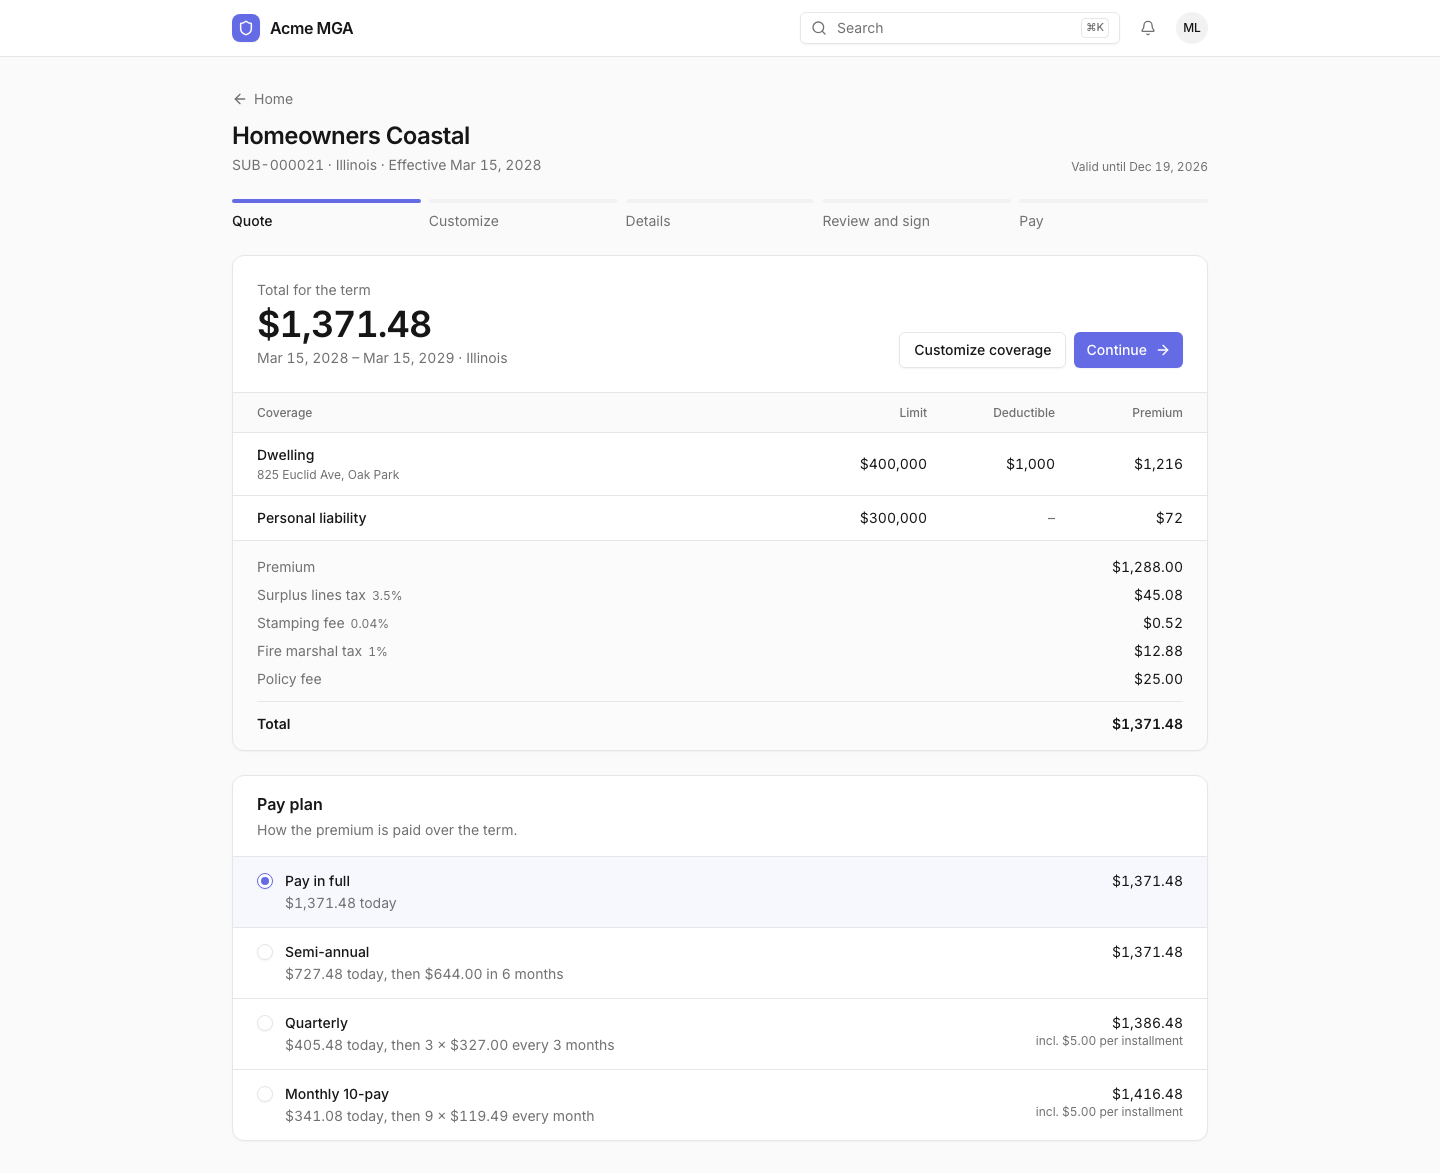 Acme MGA
Search
⌘K
ML
Home
Homeowners Coastal
SUB-000021 · Illinois · Effective Mar 15, 2028
Valid until Dec 19, 2026
Quote
Customize
Details
Review and sign
Pay
Total for the term
$1,371.48
Mar 15, 2028 – Mar 15, 2029 · Illinois
Customize coverage
Continue
Coverage Limit Deductible Premium
Dwelling $400,000 $1,000 $1,216
825 Euclid Ave, Oak Park
Personal liability $300,000 – $72
Premium $1,288.00
Surplus lines tax 3.5% $45.08
Stamping fee 0.04% $0.52
Fire marshal tax 1% $12.88
Policy fee $25.00
Total $1,371.48
Pay plan
How the premium is paid over the term.
Pay in full $1,371.48
$1,371.48 today
Semi-annual $1,371.48
$727.48 today, then $644.00 in 6 months
Quarterly $1,386.48
$405.48 today, then 3 × $327.00 every 3 months incl. $5.00 per installment
Monthly 10-pay $1,416.48
$341.08 today, then 9 × $119.49 every month incl. $5.00 per installment